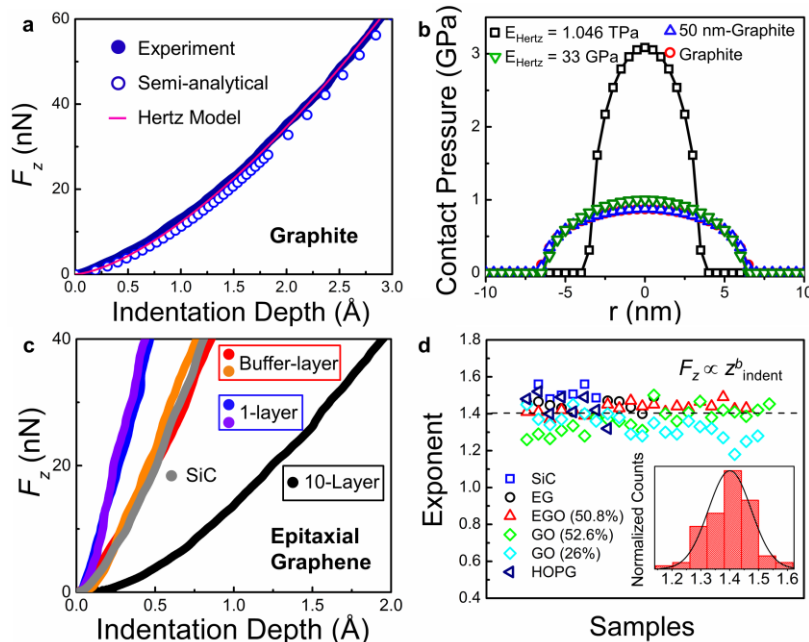 a
60
40
20
0
F_z (nN)
Experiment
Semi-analytical
Hertz Model
Graphite
0.0 0.5 1.0 1.5 2.0 2.5 3.0
Indentation Depth (Å)
b
Contact Pressure (GPa)
3
2
1
0
E_Hertz = 1.046 TPa
50 nm-Graphite
E_Hertz = 33 GPa
Graphite
-10 -5 0 5 10
r (nm)
c
40
20
0
F_z (nN)
Buffer-layer
1-layer
SiC
10-Layer
Epitaxial
Graphene
0.0 0.5 1.0 1.5 2.0
Indentation Depth (Å)
d
1.8
1.6
1.4
1.2
1.0
0.8
0.6
0.4
Exponent
F_z ∝ z^b_indent
SiC
EG
EGO (50.8%)
GO (52.6%)
GO (26%)
HOPG
Normalized Counts
1.2 1.3 1.4 1.5 1.6
Samples